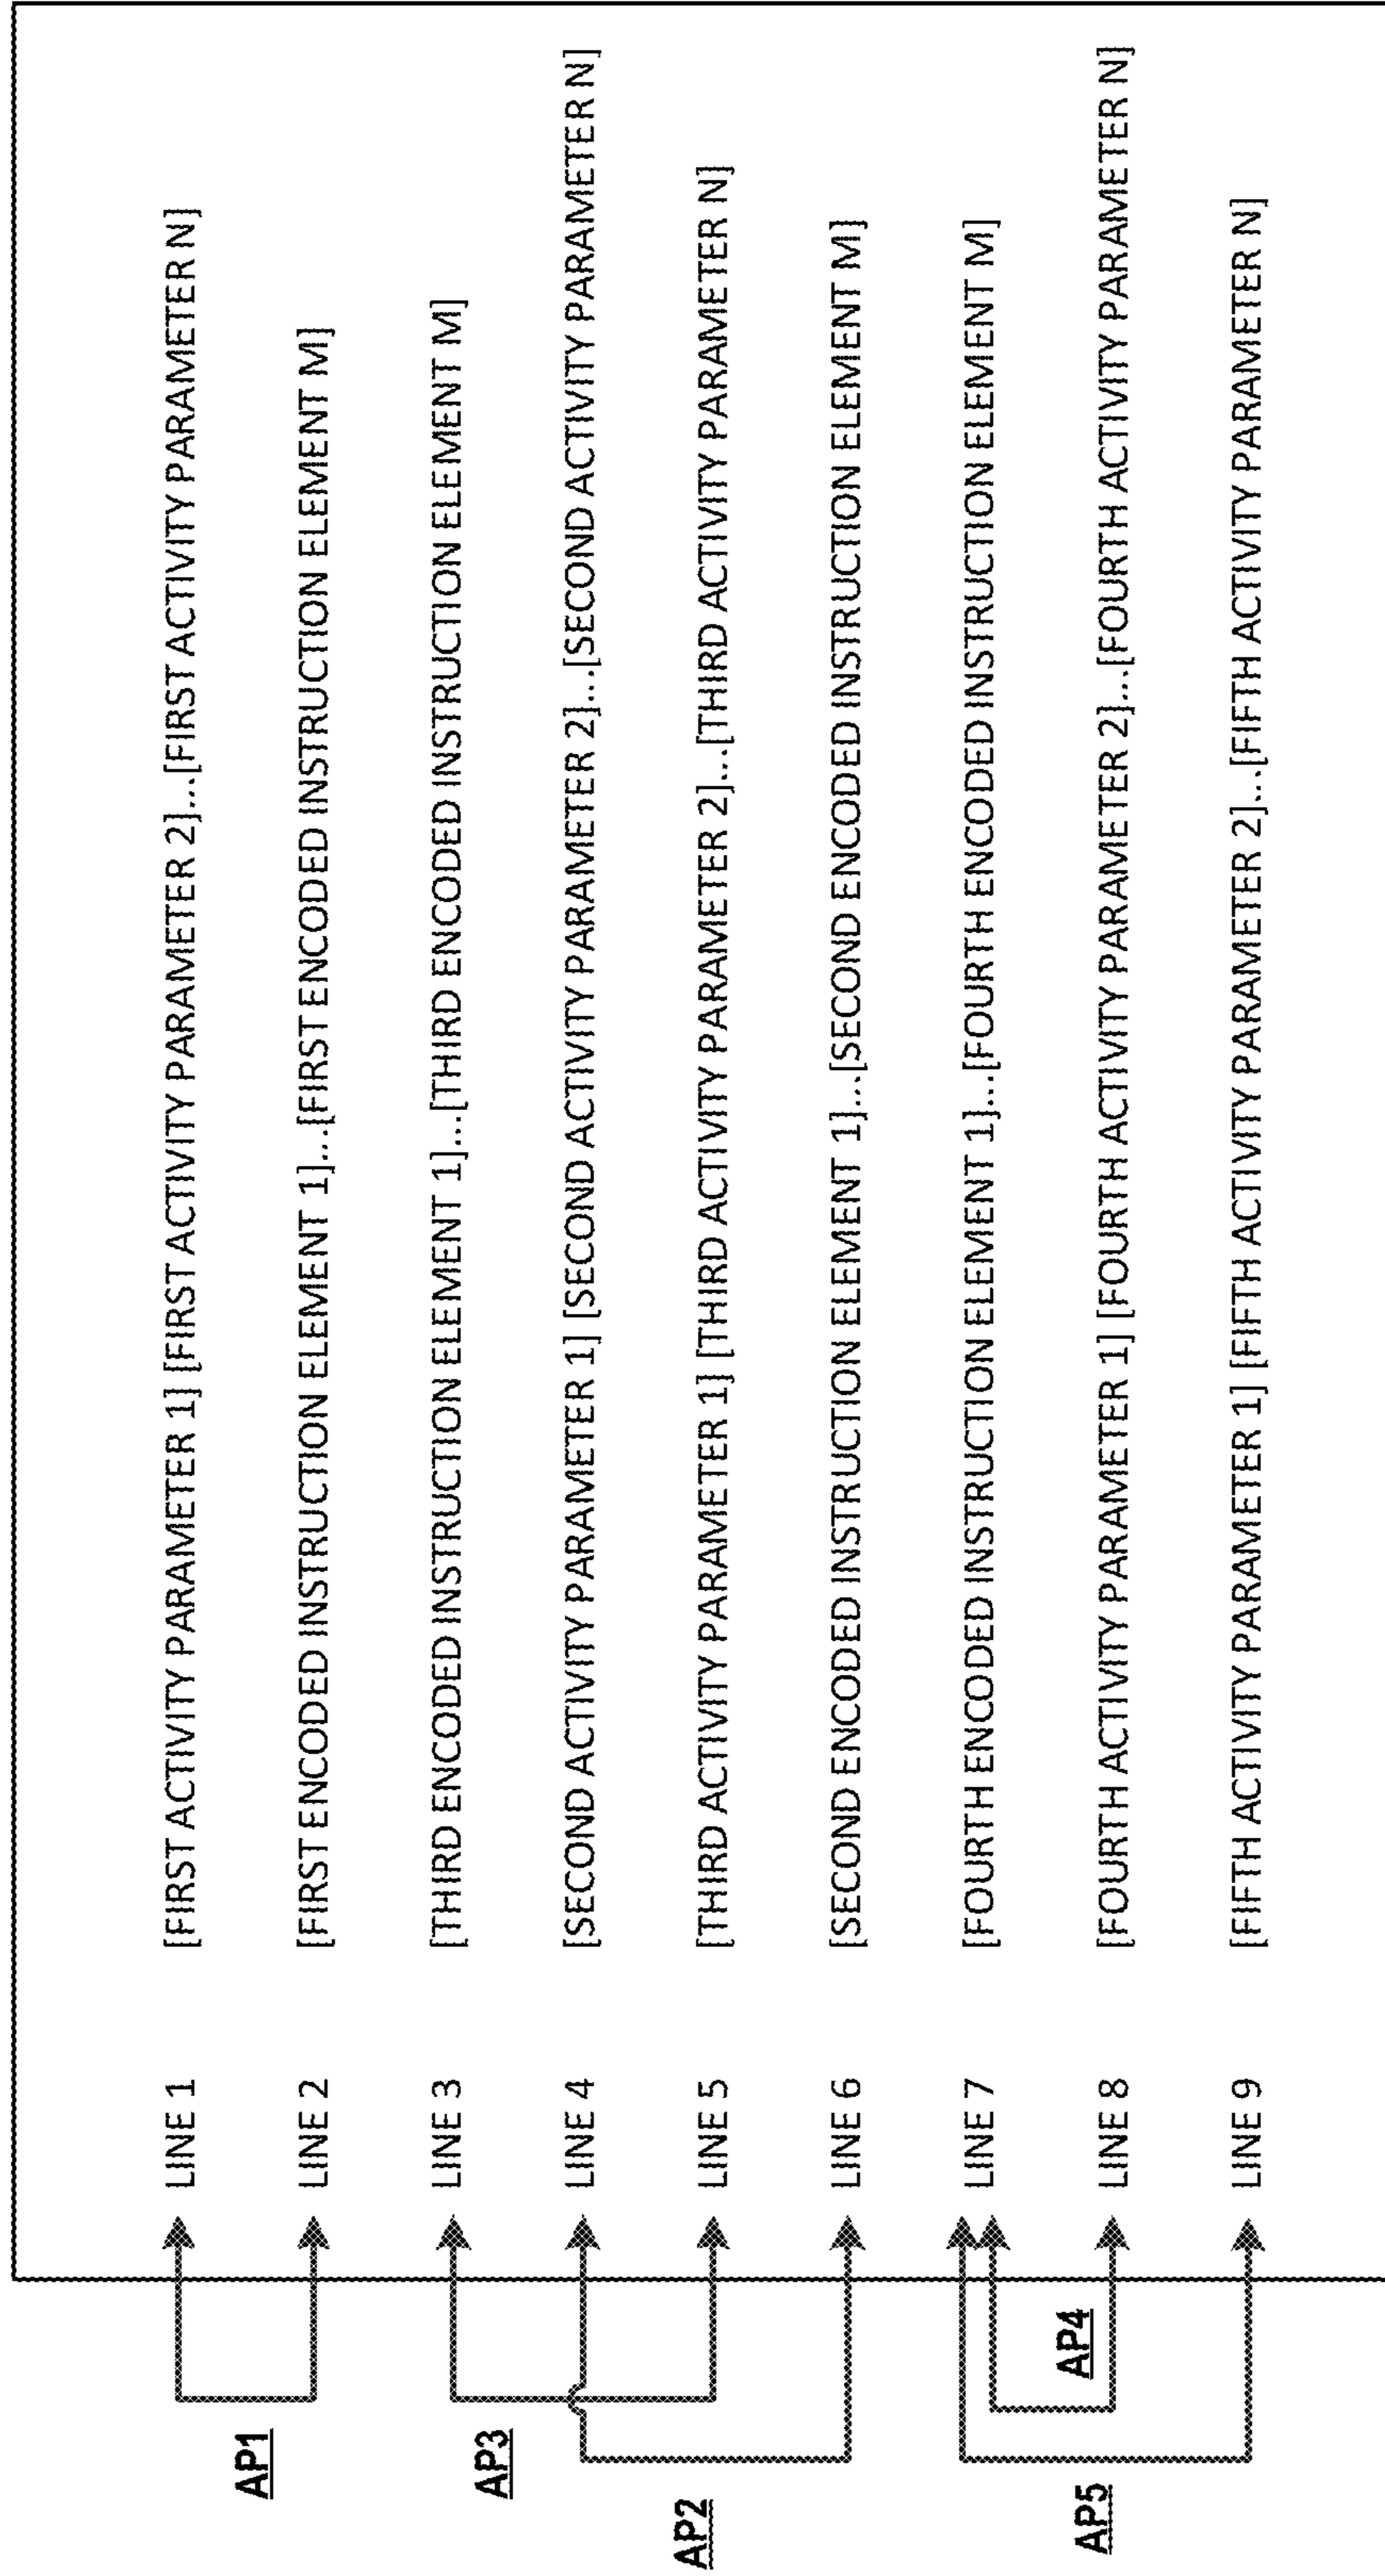 LINE 1 [FIRST ACTIVITY PARAMETER 1] [FIRST ACTIVITY PARAMETER 2]...[FIRST ACTIVITY PARAMETER N]
AP1
LINE 2 [FIRST ENCODED INSTRUCTION ELEMENT 1]...[FIRST ENCODED INSTRUCTION ELEMENT M]
LINE 3 [THIRD ENCODED INSTRUCTION ELEMENT 1]...[THIRD ENCODED INSTRUCTION ELEMENT M]
AP3
LINE 4 [SECOND ACTIVITY PARAMETER 1] [SECOND ACTIVITY PARAMETER 2]...[SECOND ACTIVITY PARAMETER N]
AP2
LINE 5 [THIRD ACTIVITY PARAMETER 1] [THIRD ACTIVITY PARAMETER 2]...[THIRD ACTIVITY PARAMETER N]
LINE 6 [SECOND ENCODED INSTRUCTION ELEMENT 1]...[SECOND ENCODED INSTRUCTION ELEMENT M]
LINE 7 [FOURTH ENCODED INSTRUCTION ELEMENT 1]...[FOURTH ENCODED INSTRUCTION ELEMENT M]
AP4
AP5
LINE 8 [FOURTH ACTIVITY PARAMETER 1] [FOURTH ACTIVITY PARAMETER 2]...[FOURTH ACTIVITY PARAMETER N]
LINE 9 [FIFTH ACTIVITY PARAMETER 1] [FIFTH ACTIVITY PARAMETER 2]...[FIFTH ACTIVITY PARAMETER N]